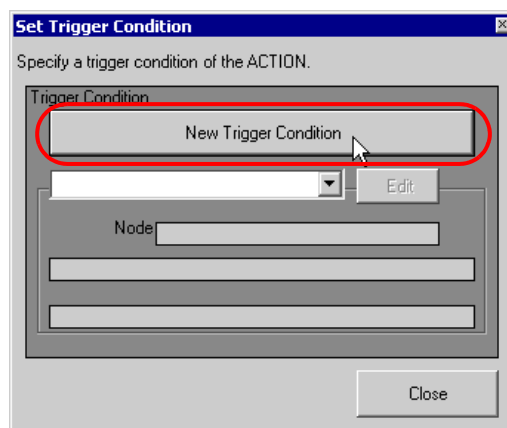 Set Trigger Condition
Specify a trigger condition of the ACTION.
Trigger Condition
New Trigger Condition
Edit
Node
Close